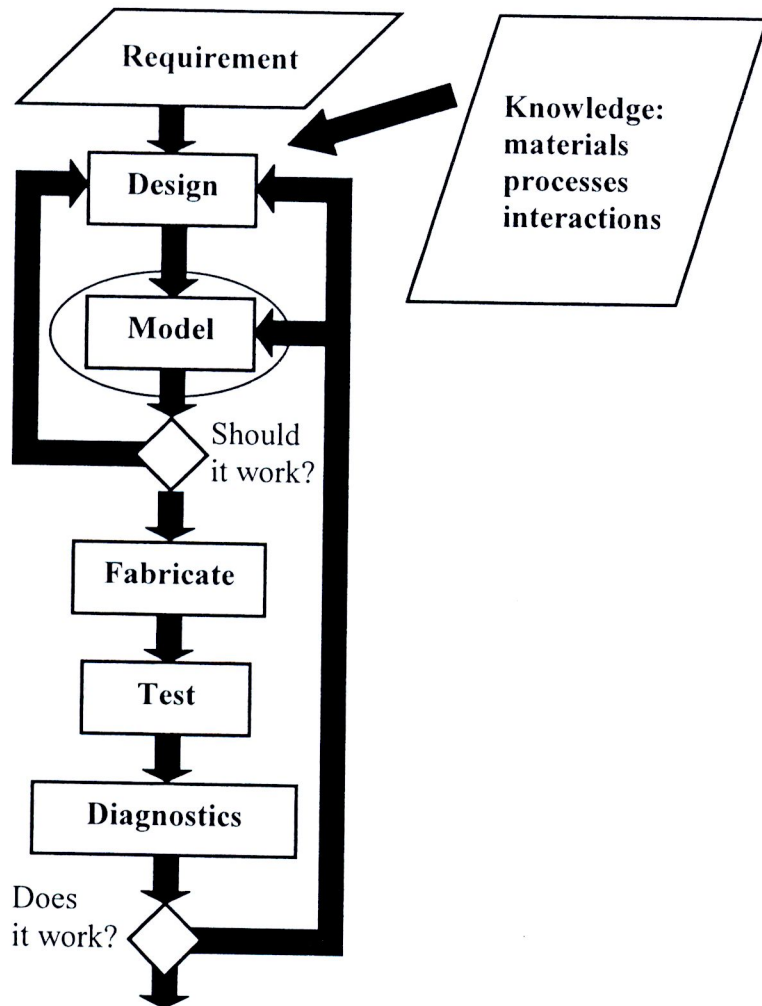 Requirement
Knowledge:
materials
processes
interactions
Design
Model
Should
it work?
Fabricate
Test
Diagnostics
Does
it work?